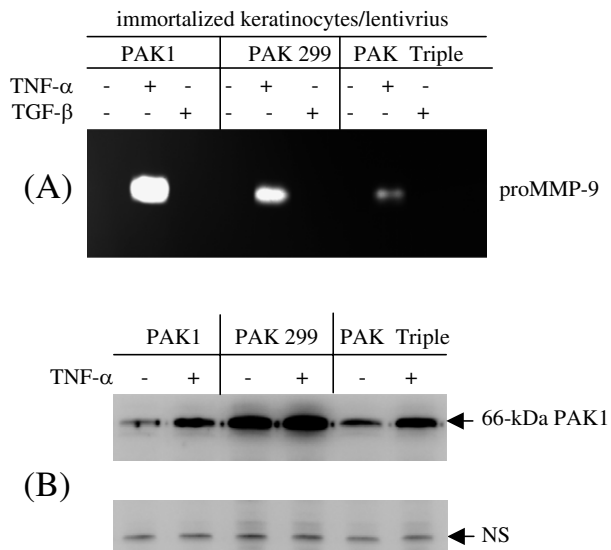 immortalized keratinocytes/lentivrius
PAK1 PAK 299 PAK Triple
TNF-α - + - - + - - + -
TGF-β - - + - - + - - +
(A)
proMMP-9
PAK1 PAK 299 PAK Triple
TNF-α - + - + - +
66-kDa PAK1
(B)
NS